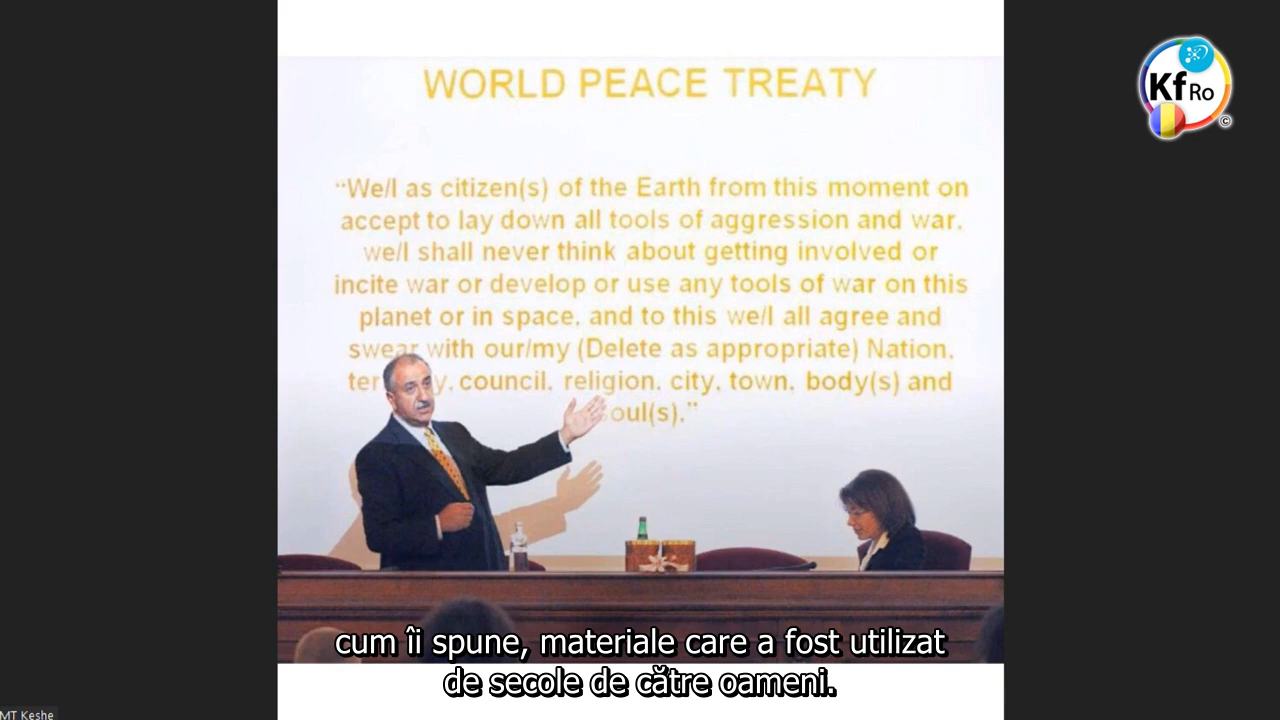 WORLD PEACE TREATY
Kf Ro
©
“We/I as citizen(s) of the Earth from this moment on
accept to lay down all tools of aggression and war,
we/I shall never think about getting involved or
incite war or develop or use any tools of war on this
planet or in space, and to this we/I all agree and
swear with our/my (Delete as appropriate) Nation,
council, religion, city, town, body(s) and
cum îi spune, materiale care a fost utilizat
de secole de către oameni.
MT Keshe